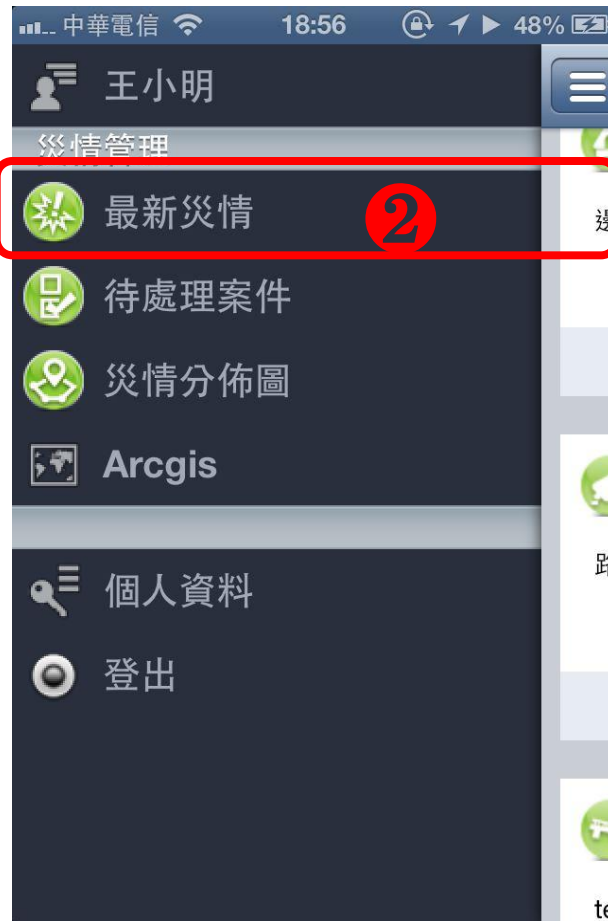 中華電信 18:56 48%
王小明
災情管理
最新災情 2
待處理案件
災情分佈圖
Arcgis
個人資料
登出
te